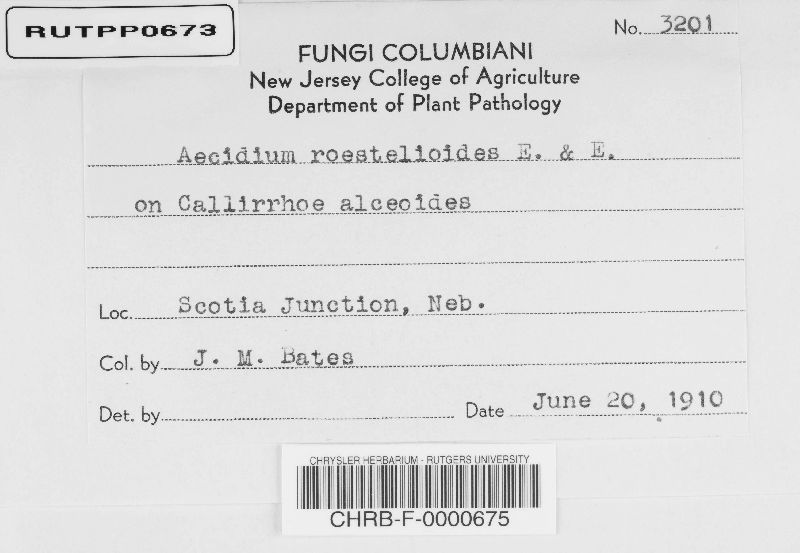 RUTPP0673
No. 3201
FUNGI COLUMBIANI
New Jersey College of Agriculture
Department of Plant Pathology
Aecidium roestelioides E. & E.
on Callirrhoe alceoides
Loc. Scotia Junction, Neb.
Col. by J. M. Bates
Det. by Date June 20, 1910
CHRYSLER HERBARIUM - RUTGERS UNIVERSITY
CHRB-F-0000675